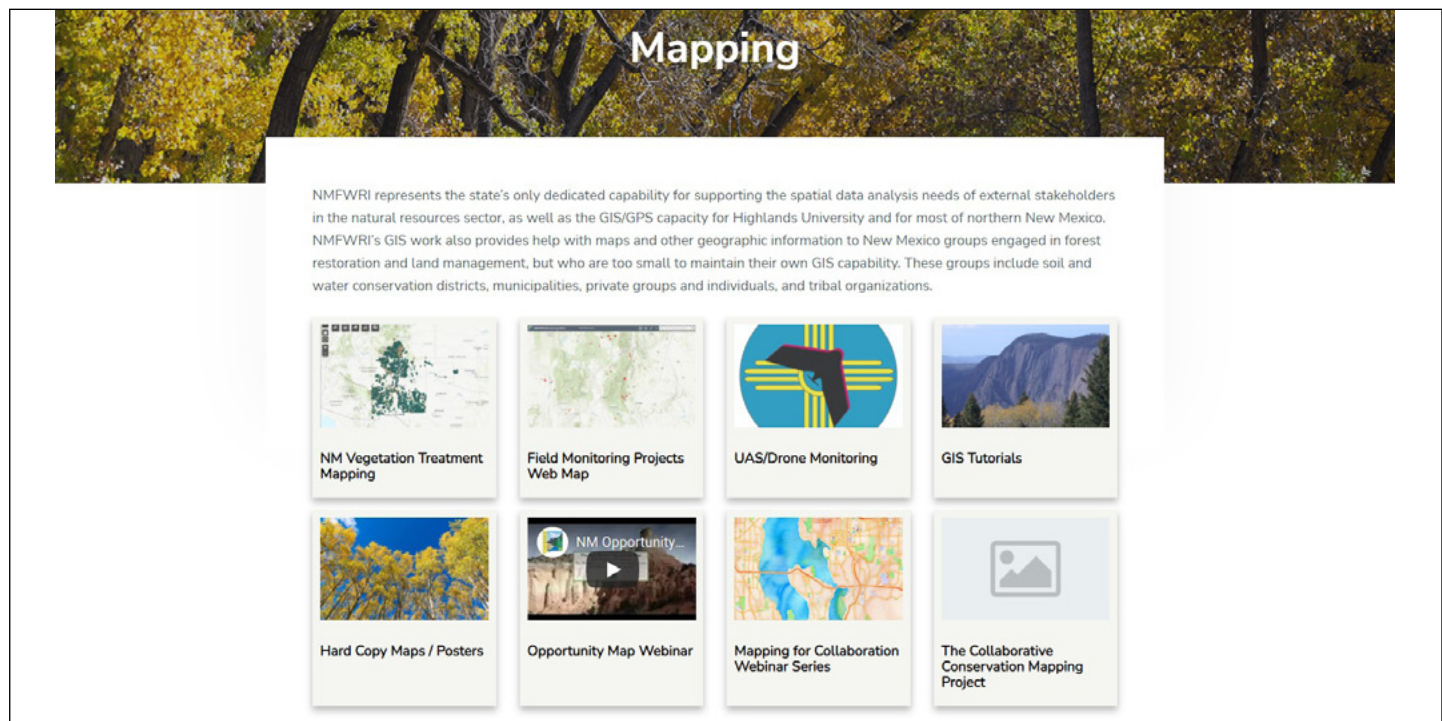 Mapping
NMFWRI represents the state's only dedicated capability for supporting the spatial data analysis needs of external stakeholders
in the natural resources sector, as well as the GIS/GPS capacity for Highlands University and for most of northern New Mexico.
NMFWRI's GIS work also provides help with maps and other geographic information to New Mexico groups engaged in forest
restoration and land management, but who are too small to maintain their own GIS capability. These groups include soil and
water conservation districts, municipalities, private groups and individuals, and tribal organizations.
NM Vegetation Treatment
Mapping
Field Monitoring Projects
Web Map
UAS/Drone Monitoring
GIS Tutorials
NM Opportunity...
Hard Copy Maps / Posters
Opportunity Map Webinar
Mapping for Collaboration
Webinar Series
The Collaborative
Conservation Mapping
Project